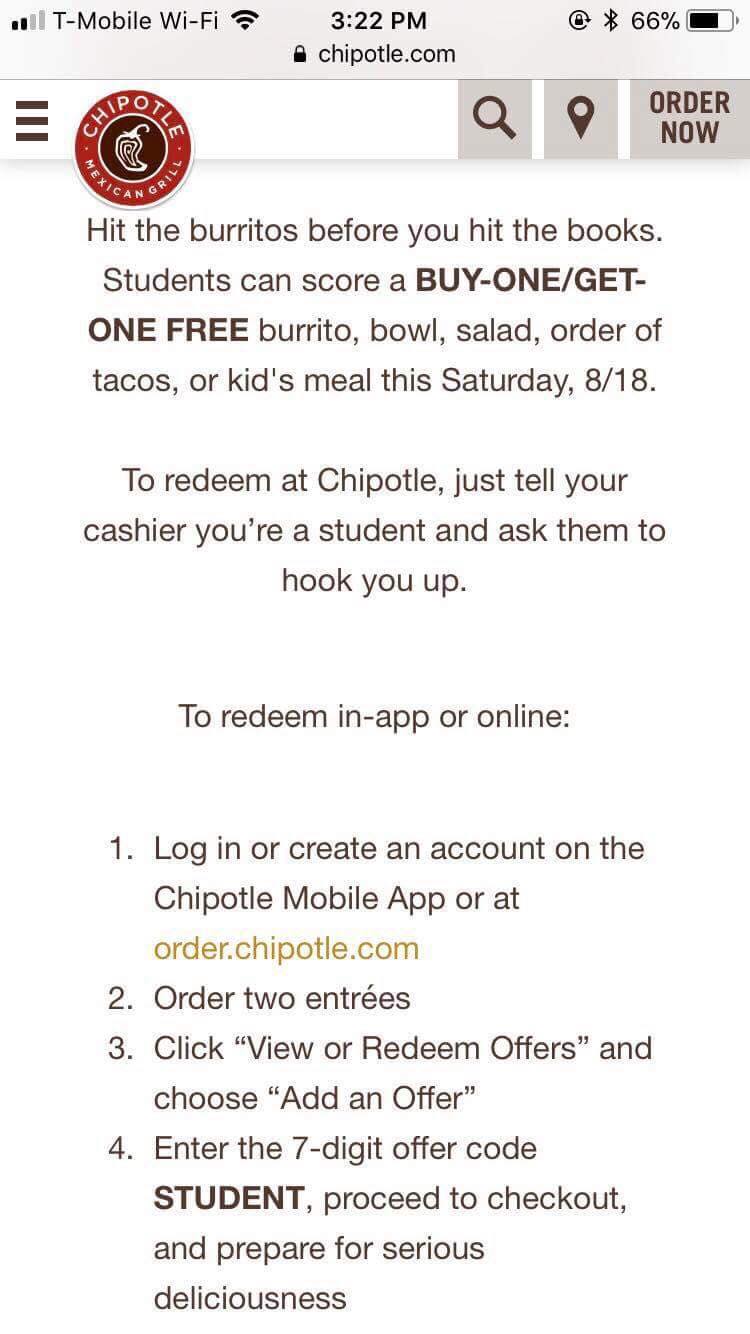 T-Mobile Wi-Fi 3:22 PM 66%
chipotle.com
CHIPOTLE
MEXICAN GRILL
ORDER
NOW
Hit the burritos before you hit the books.
Students can score a BUY-ONE/GET-
ONE FREE burrito, bowl, salad, order of
tacos, or kid's meal this Saturday, 8/18.
To redeem at Chipotle, just tell your
cashier you’re a student and ask them to
hook you up.
To redeem in-app or online:
1. Log in or create an account on the
Chipotle Mobile App or at
order.chipotle.com
2. Order two entrées
3. Click “View or Redeem Offers” and
choose “Add an Offer”
4. Enter the 7-digit offer code
STUDENT, proceed to checkout,
and prepare for serious
deliciousness